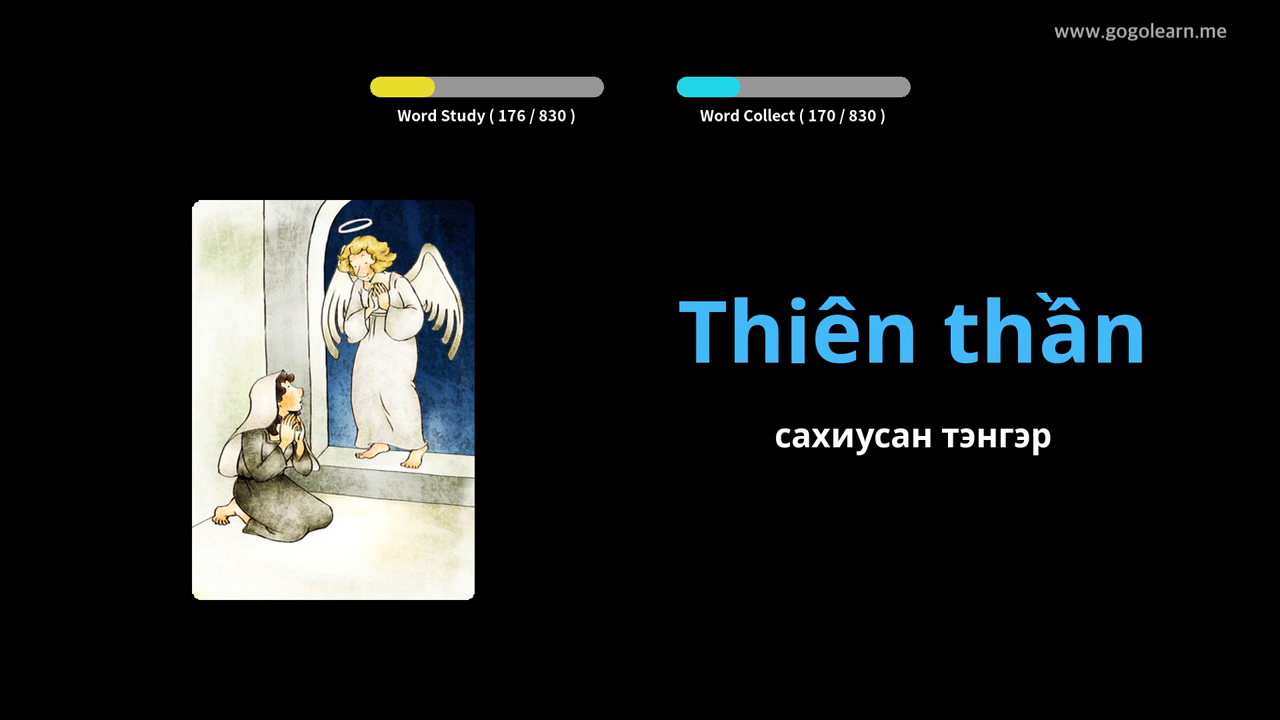 www.gogolearn.me
Word Study ( 176 / 830 )
Word Collect ( 170 / 830 )
Thiên thần
сахиусан тэнгэр